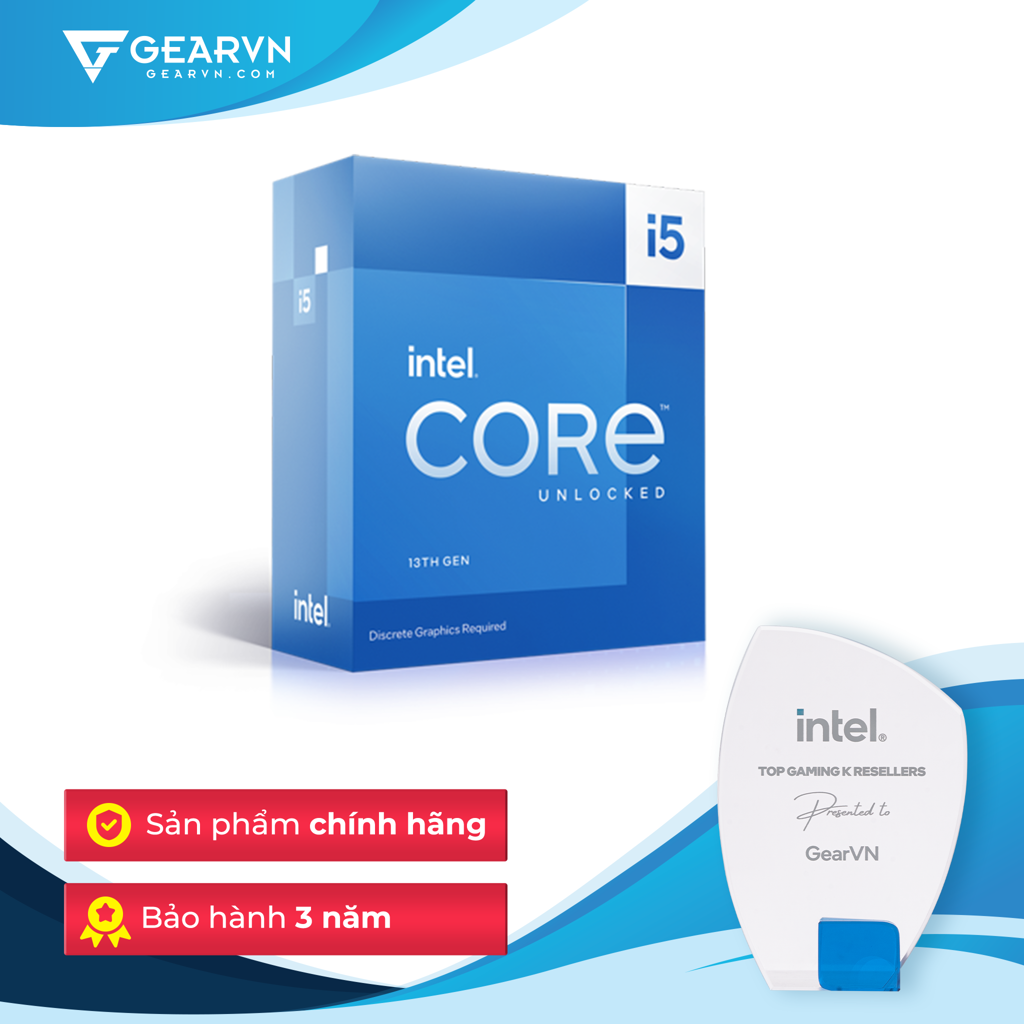 GEARVN
GEARVN.COM
i5
i5
intel.
CORe™
UNLOCKED
13TH GEN
intel.
Discrete Graphics Required
intel®
TOP GAMING K RESELLERS
Presented to
GearVN
Sản phẩm chính hãng
Bảo hành 3 năm